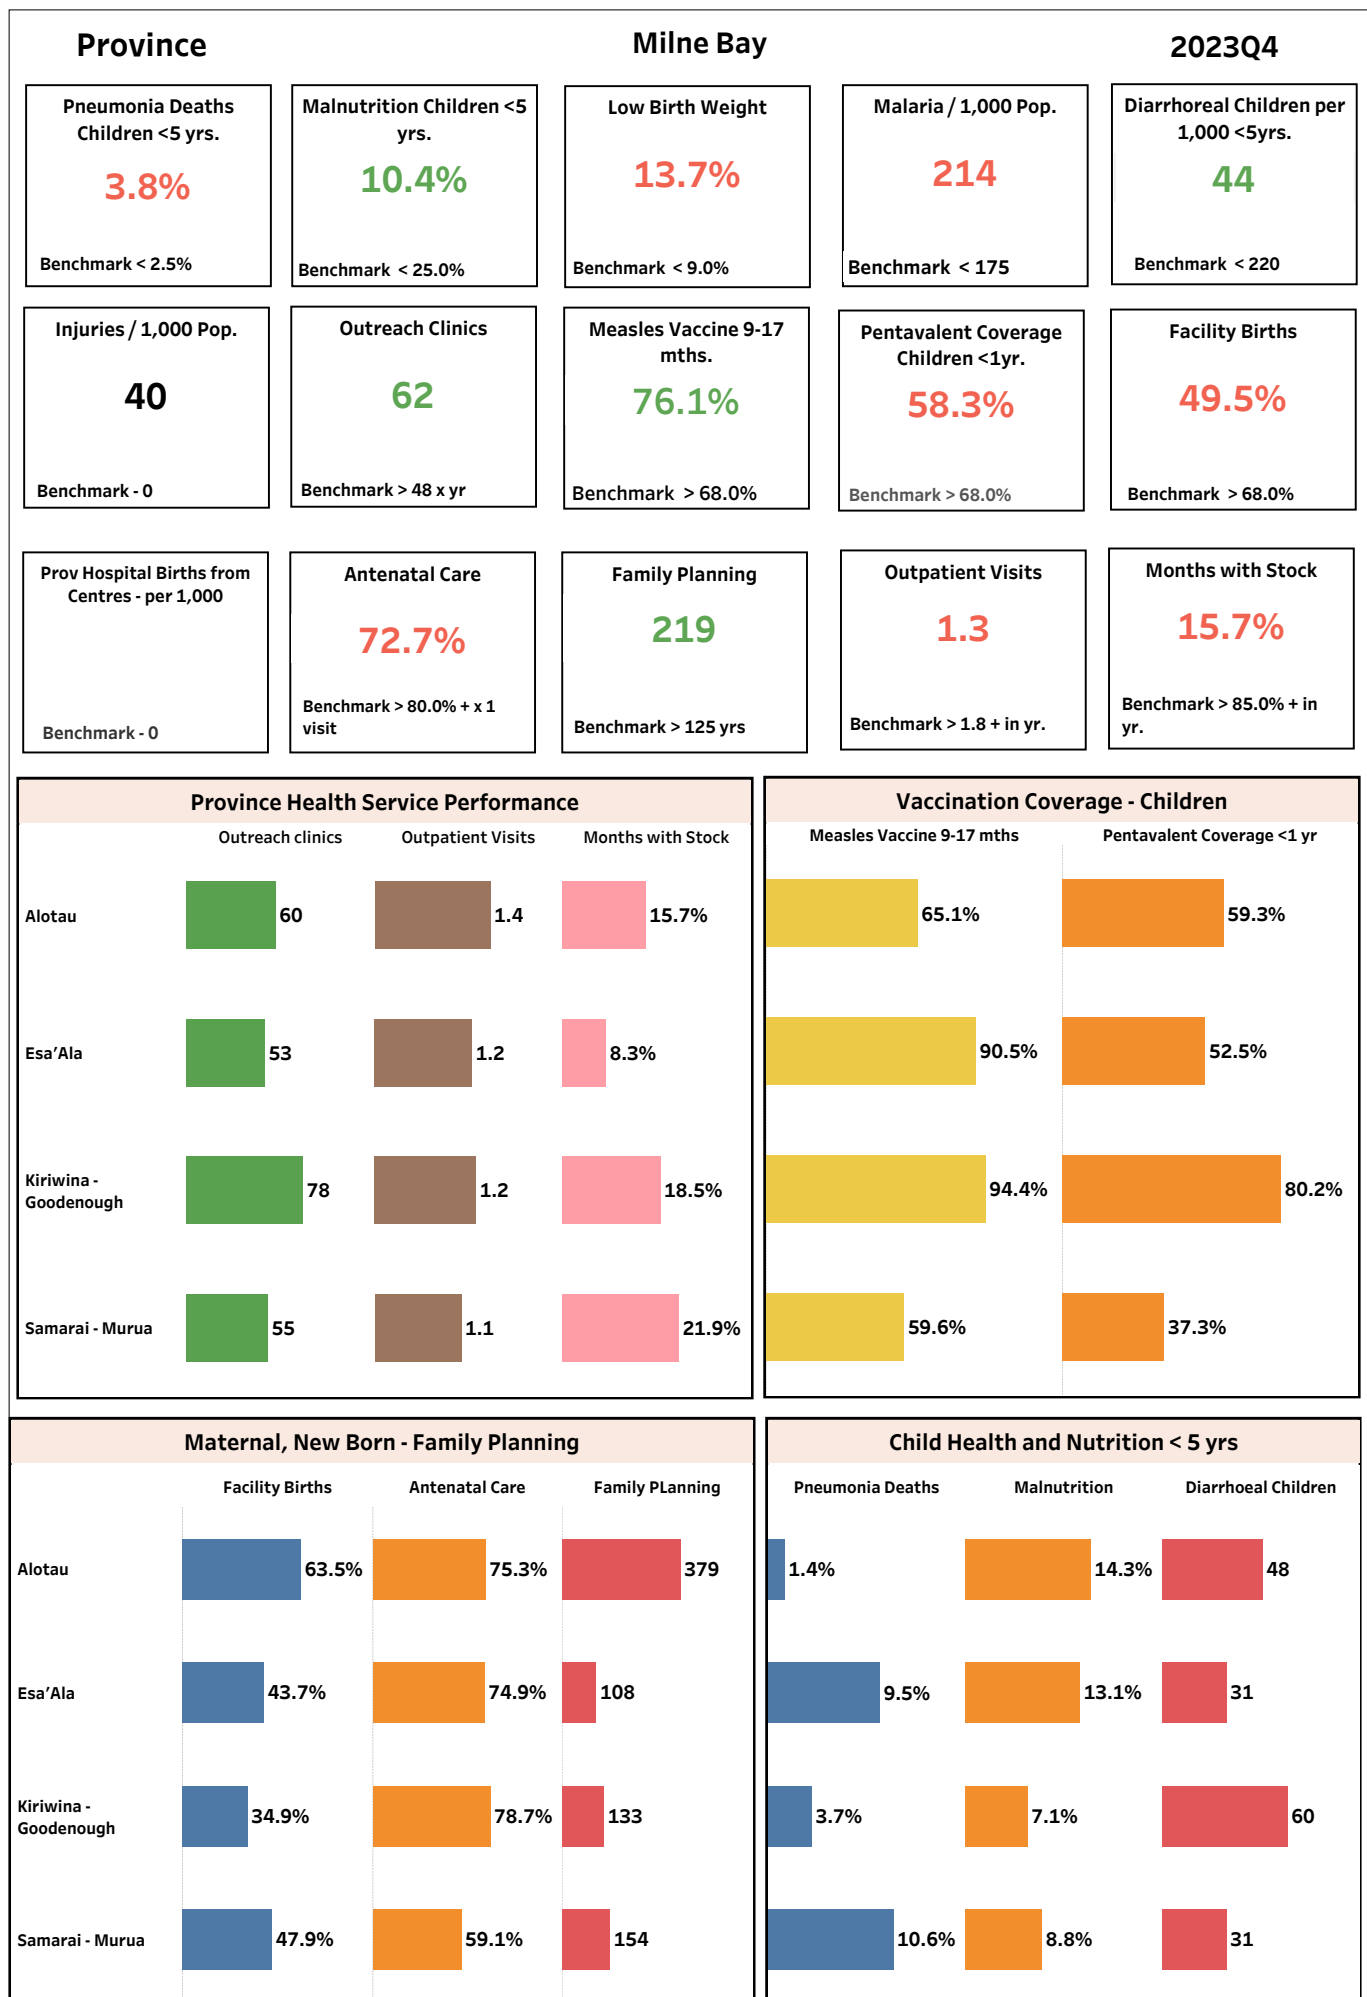 Province
Milne Bay
2023Q4
Pneumonia Deaths
Children <5 yrs.
3.8%
Benchmark < 2.5%
Malnutrition Children <5
yrs.
10.4%
Benchmark < 25.0%
Low Birth Weight
13.7%
Benchmark < 9.0%
Malaria / 1,000 Pop.
214
Benchmark < 175
Diarrhoreal Children per
1,000 <5yrs.
44
Benchmark < 220
Injuries / 1,000 Pop.
40
Benchmark - 0
Outreach Clinics
62
Benchmark > 48 x yr
Measles Vaccine 9-17
mths.
76.1%
Benchmark > 68.0%
Pentavalent Coverage
Children <1yr.
58.3%
Benchmark > 68.0%
Facility Births
49.5%
Benchmark > 68.0%
Prov Hospital Births from
Centres - per 1,000
Benchmark - 0
Antenatal Care
72.7%
Benchmark > 80.0% + x 1
visit
Family Planning
219
Benchmark > 125 yrs
Outpatient Visits
1.3
Benchmark > 1.8 + in yr.
Months with Stock
15.7%
Benchmark > 85.0% + in
yr.
Province Health Service Performance
Outreach clinics Outpatient Visits Months with Stock
Alotau 60 1.4 15.7%
Esa'Ala 53 1.2 8.3%
Kiriwina -
Goodenough
78 1.2 18.5%
Samarai - Murua 55 1.1 21.9%
Vaccination Coverage - Children
Measles Vaccine 9-17 mths Pentavalent Coverage <1 yr
65.1% 59.3%
90.5% 52.5%
94.4% 80.2%
59.6% 37.3%
Maternal, New Born - Family Planning
Facility Births Antenatal Care Family PLanning
Alotau 63.5% 75.3% 379
Esa'Ala 43.7% 74.9% 108
Kiriwina -
Goodenough
34.9% 78.7% 133
Samarai - Murua 47.9% 59.1% 154
Child Health and Nutrition < 5 yrs
Pneumonia Deaths Malnutrition Diarrhoeal Children
1.4% 14.3% 48
9.5% 13.1% 31
3.7% 7.1% 60
10.6% 8.8% 31